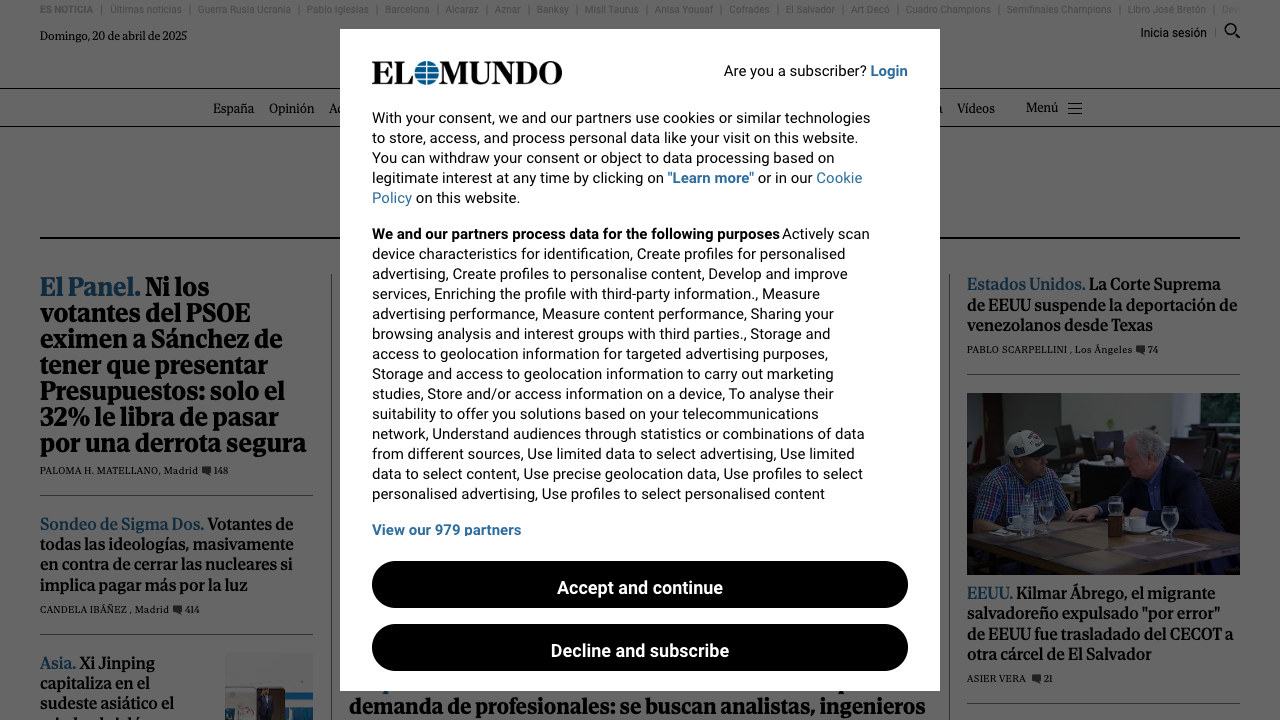 ES NOTICIA | Últimas noticias | Guerra Rusia Ucrania | Pablo Iglesias | Barcelona | Alcaraz | Aznar | Banksy | Misil Taurus | Anisa Yousaf | Cofrades | El Salvador | Art Decó | Cuadro Champions | Semifinales Champions | Libro José Bretón |
Domingo, 20 de abril de 2025
Inicia sesión
España Opinión
Vídeos Menú
EL MUNDO
Are you a subscriber? Login
With your consent, we and our partners use cookies or similar technologies
to store, access, and process personal data like your visit on this website.
You can withdraw your consent or object to data processing based on
legitimate interest at any time by clicking on "Learn more" or in our Cookie
Policy on this website.
We and our partners process data for the following purposes Actively scan
device characteristics for identification, Create profiles for personalised
advertising, Create profiles to personalise content, Develop and improve
services, Enriching the profile with third-party information., Measure
advertising performance, Measure content performance, Sharing your
browsing analysis and interest groups with third parties., Storage and
access to geolocation information for targeted advertising purposes,
Storage and access to geolocation information to carry out marketing
studies, Store and/or access information on a device, To analyse their
suitability to offer you solutions based on your telecommunications
network, Understand audiences through statistics or combinations of data
from different sources, Use limited data to select advertising, Use limited
data to select content, Use precise geolocation data, Use profiles to select
personalised advertising, Use profiles to select personalised content
View our 979 partners
Accept and continue
Decline and subscribe
El Panel. Ni los
votantes del PSOE
eximen a Sánchez de
tener que presentar
Presupuestos: solo el
32% le libra de pasar
por una derrota segura
PALOMA H. MATELLANO, Madrid 148
Sondeo de Sigma Dos. Votantes de
todas las ideologías, masivamente
en contra de cerrar las nucleares si
implica pagar más por la luz
CANDELA IBÁÑEZ , Madrid 414
Asia. Xi Jinping
capitaliza en el
sudeste asiático el
demanda de profesionales: se buscan analistas, ingenieros
Estados Unidos. La Corte Suprema
de EEUU suspende la deportación de
venezolanos desde Texas
PABLO SCARPELLINI , Los Ángeles 74
EEUU. Kilmar Ábrego, el migrante
salvadoreño expulsado "por error"
de EEUU fue trasladado del CECOT a
otra cárcel de El Salvador
ASIER VERA 21